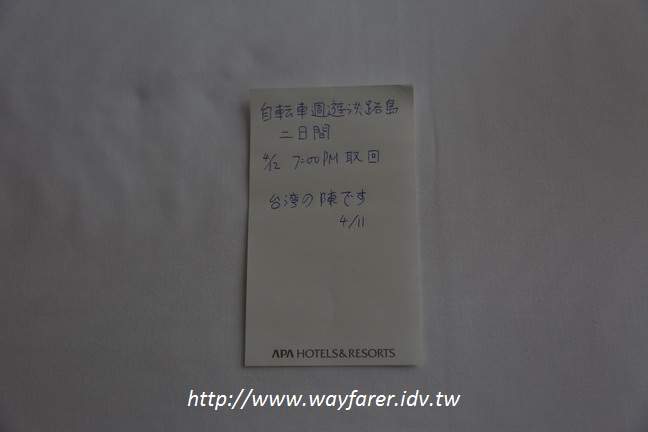 自転車週遊淡路島
二日間
4/12 7:00PM 取回
台湾の陳です
4/11
APA HOTELS&RESORTS
http://www.wayfarer.idv.tw